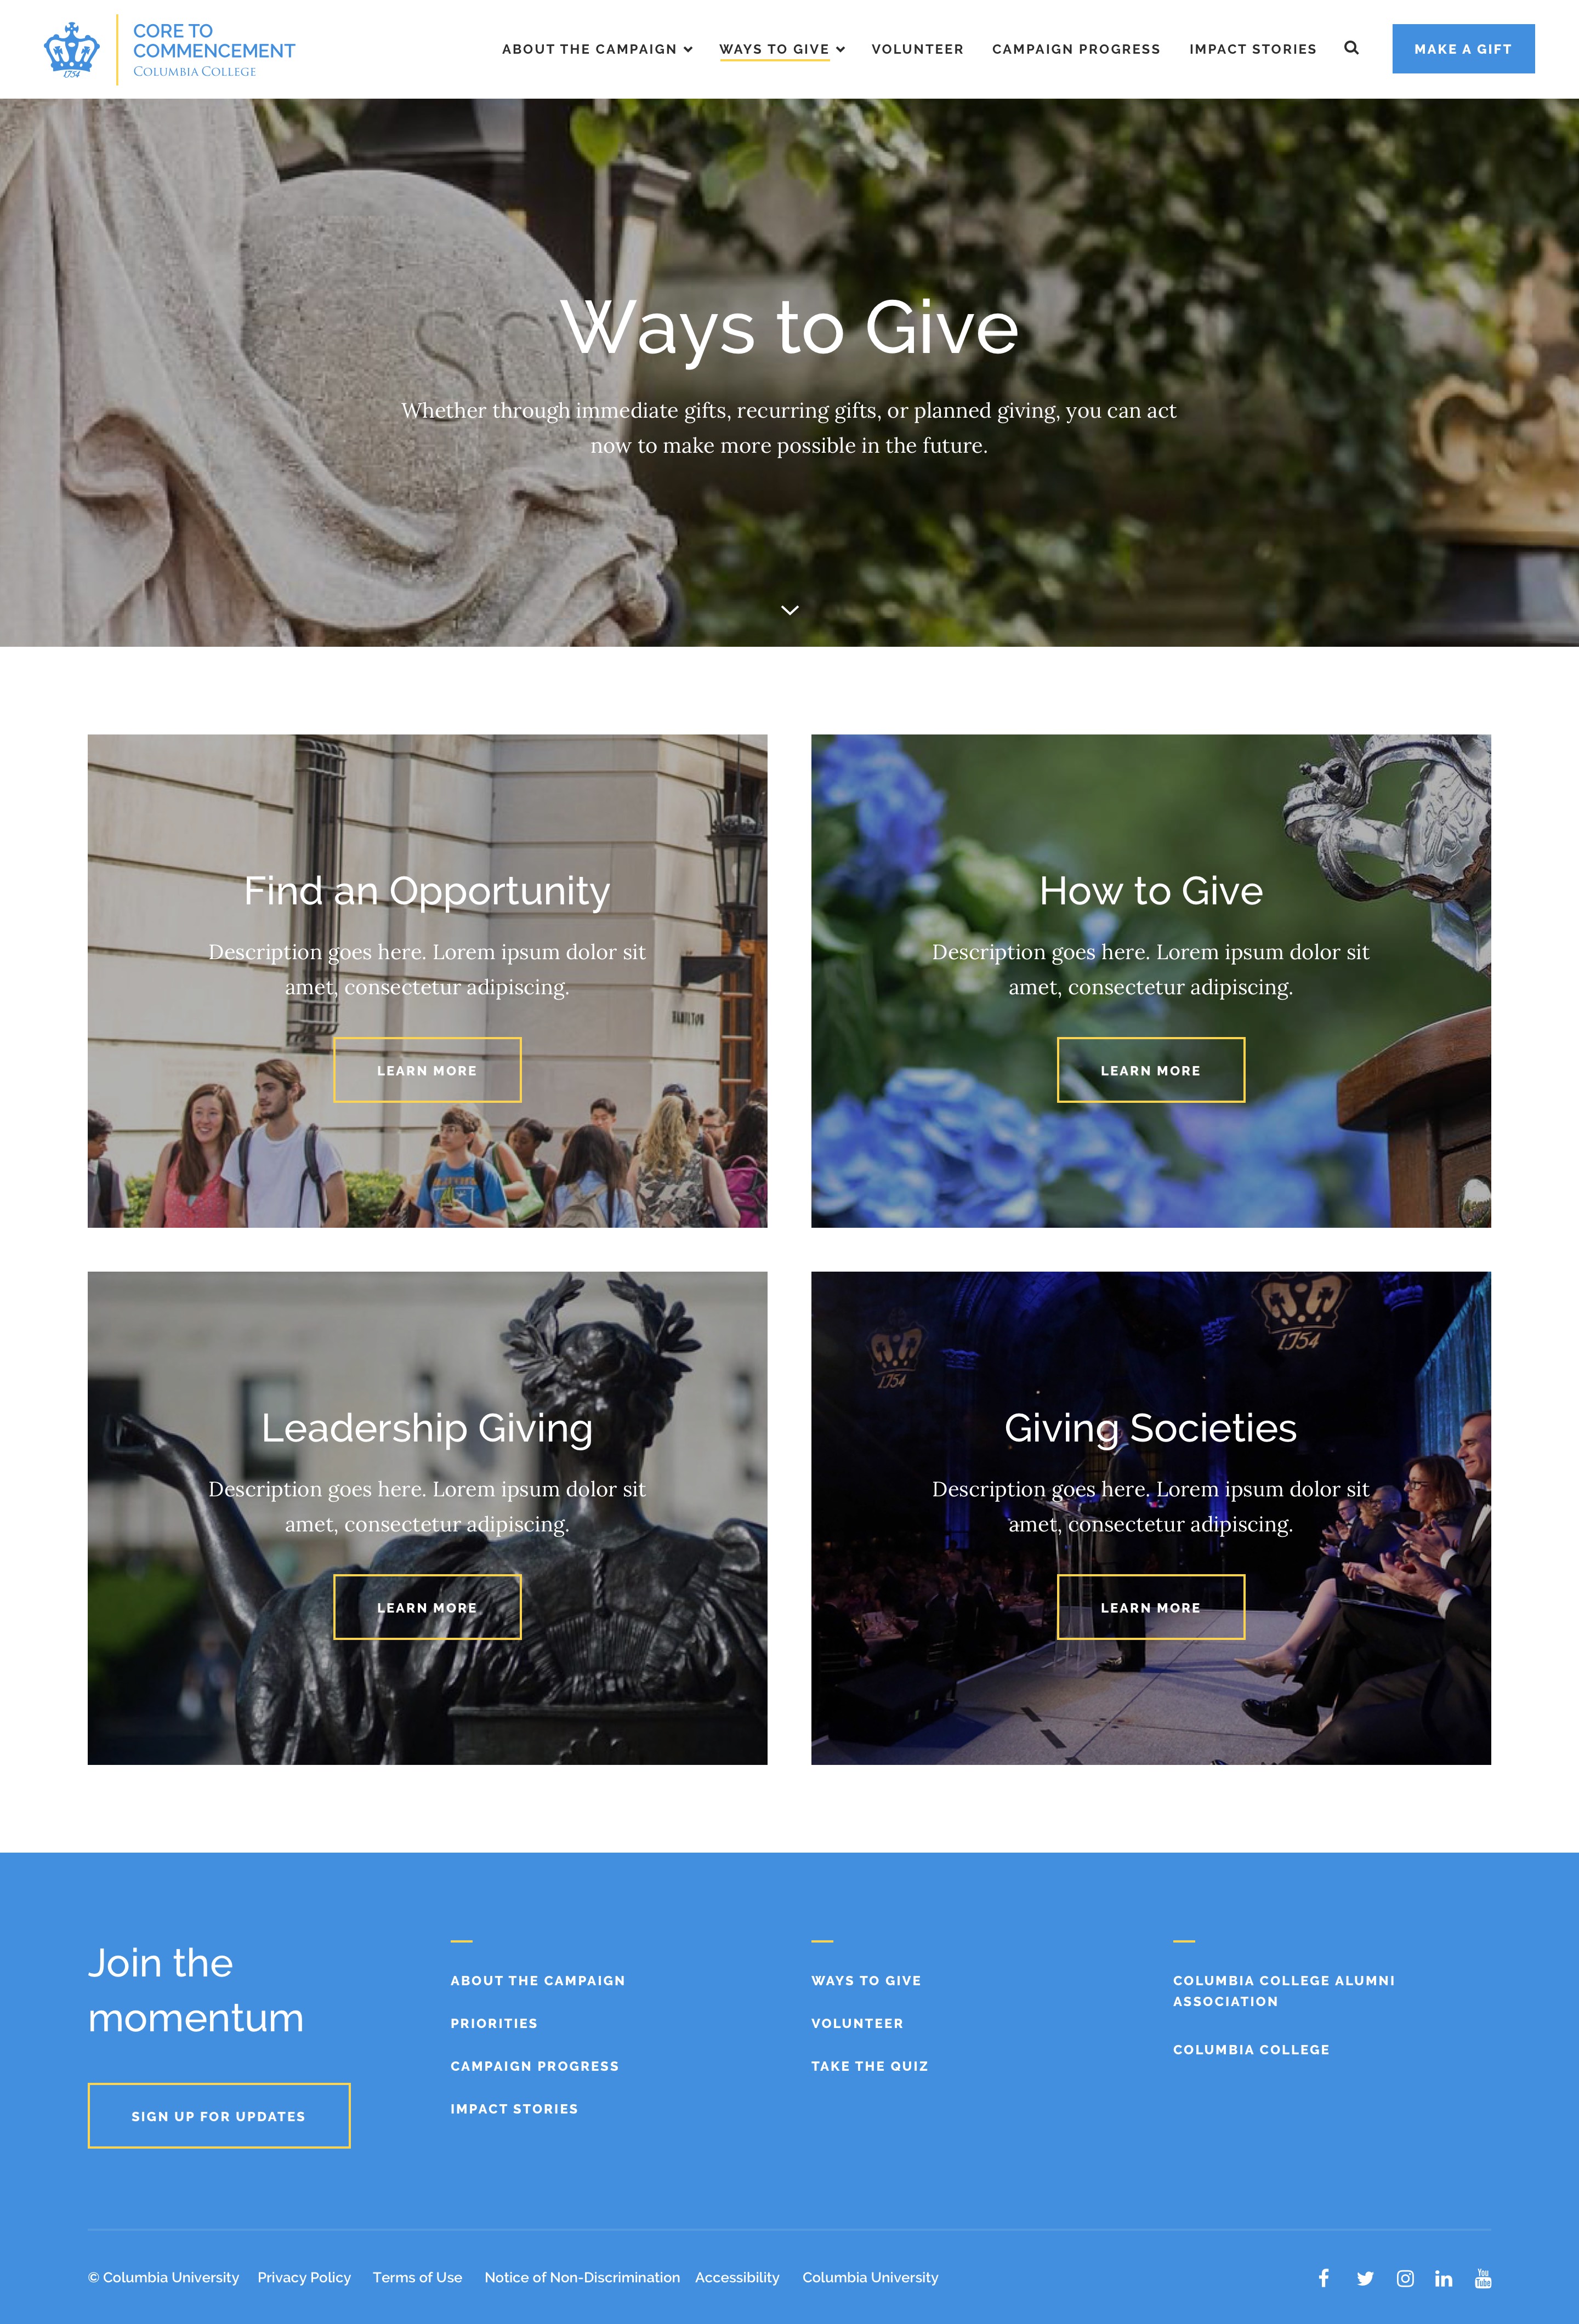 CORE TO
COMMENCEMENT
COLUMBIA COLLEGE
1754
ABOUT THE CAMPAIGN
WAYS TO GIVE
VOLUNTEER
CAMPAIGN PROGRESS
IMPACT STORIES
MAKE A GIFT
Ways to Give
Whether through immediate gifts, recurring gifts, or planned giving, you can act
now to make more possible in the future.
Find an Opportunity
Description goes here. Lorem ipsum dolor sit
amet, consectetur adipiscing.
HAMILTON
LEARN MORE
How to Give
Description goes here. Lorem ipsum dolor sit
amet, consectetur adipiscing.
LEARN MORE
Leadership Giving
Description goes here. Lorem ipsum dolor sit
amet, consectetur adipiscing.
LEARN MORE
1754
1754
Giving Societies
Description goes here. Lorem ipsum dolor sit
amet, consectetur adipiscing.
LEARN MORE
Join the
momentum
SIGN UP FOR UPDATES
ABOUT THE CAMPAIGN
PRIORITIES
CAMPAIGN PROGRESS
IMPACT STORIES
WAYS TO GIVE
VOLUNTEER
TAKE THE QUIZ
COLUMBIA COLLEGE ALUMNI
ASSOCIATION
COLUMBIA COLLEGE
© Columbia University
Privacy Policy
Terms of Use
Notice of Non-Discrimination
Accessibility
Columbia University
You
Tube